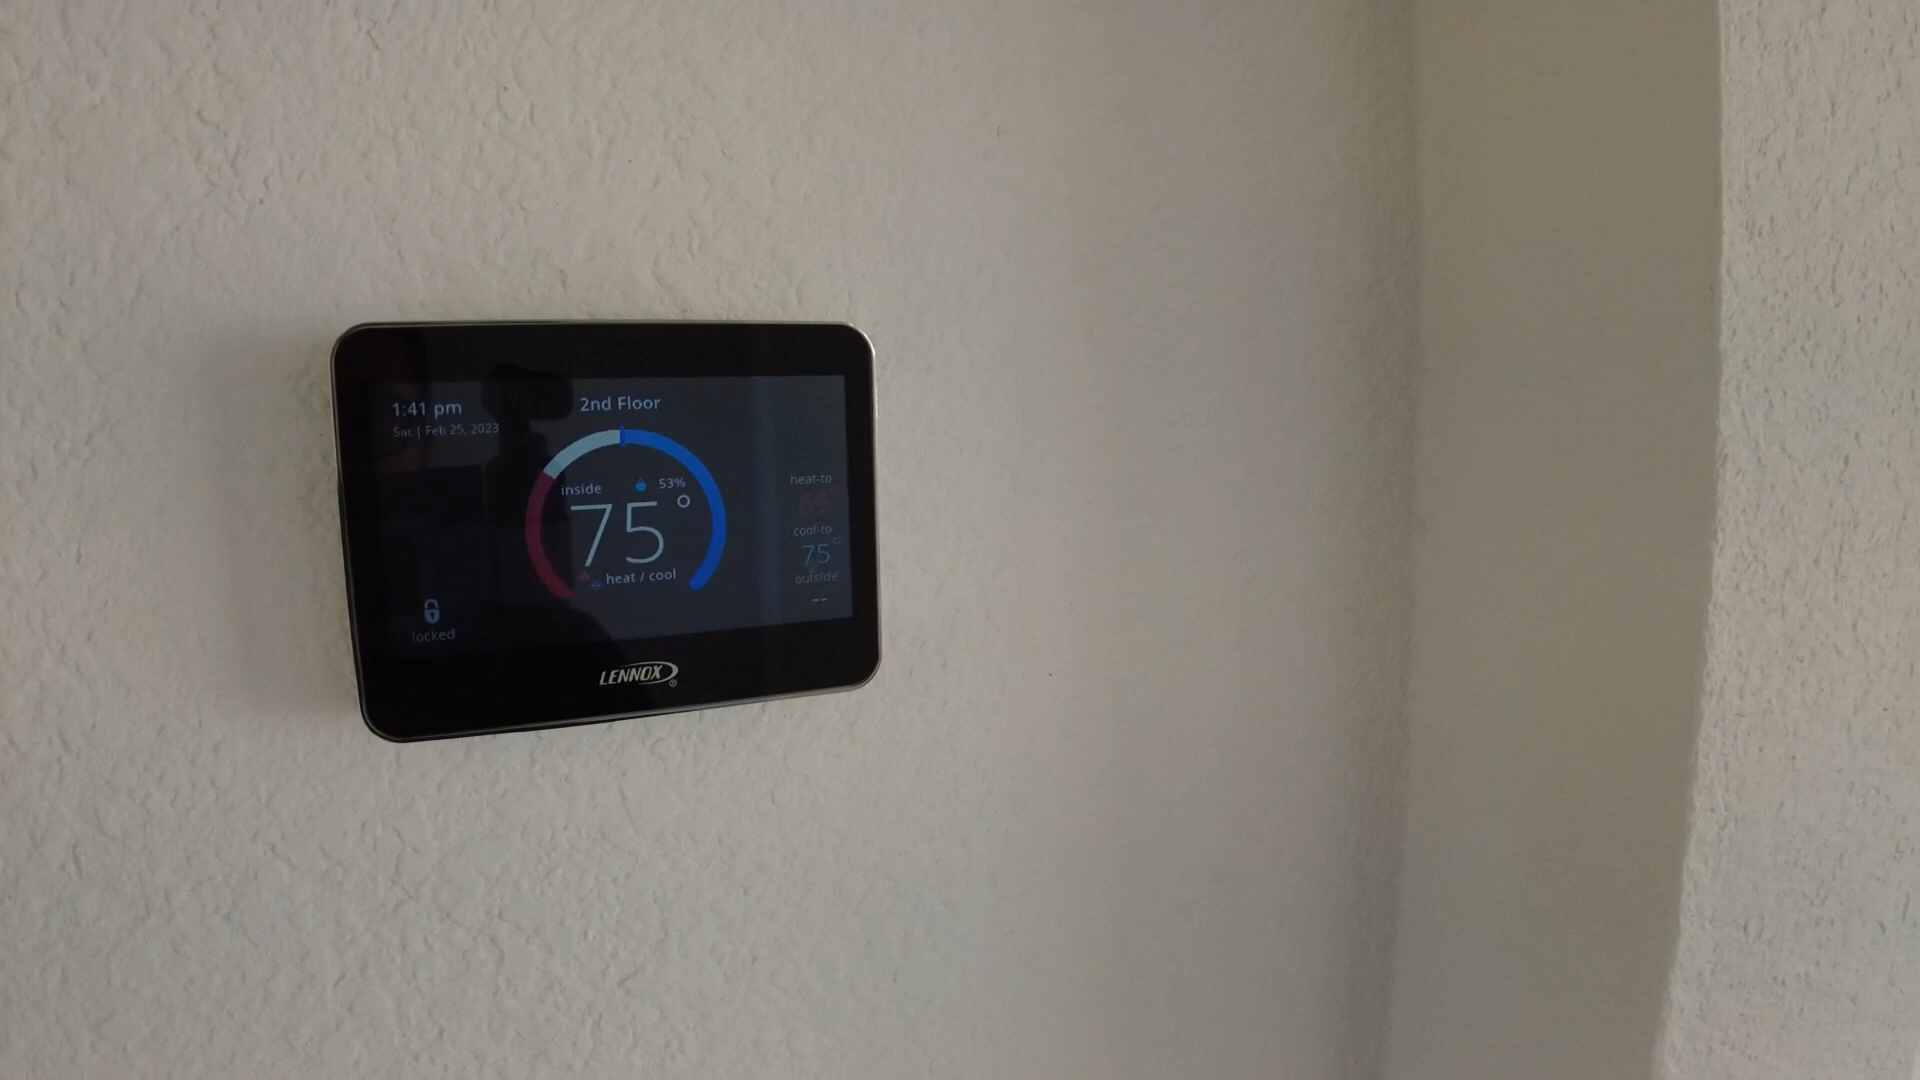 1:41 pm
Sat | Feb 25, 2023
2nd Floor
inside 53%
75°
heat / cool
heat-to
69°
cool-to
75°
outside
--
locked
LENNOX®